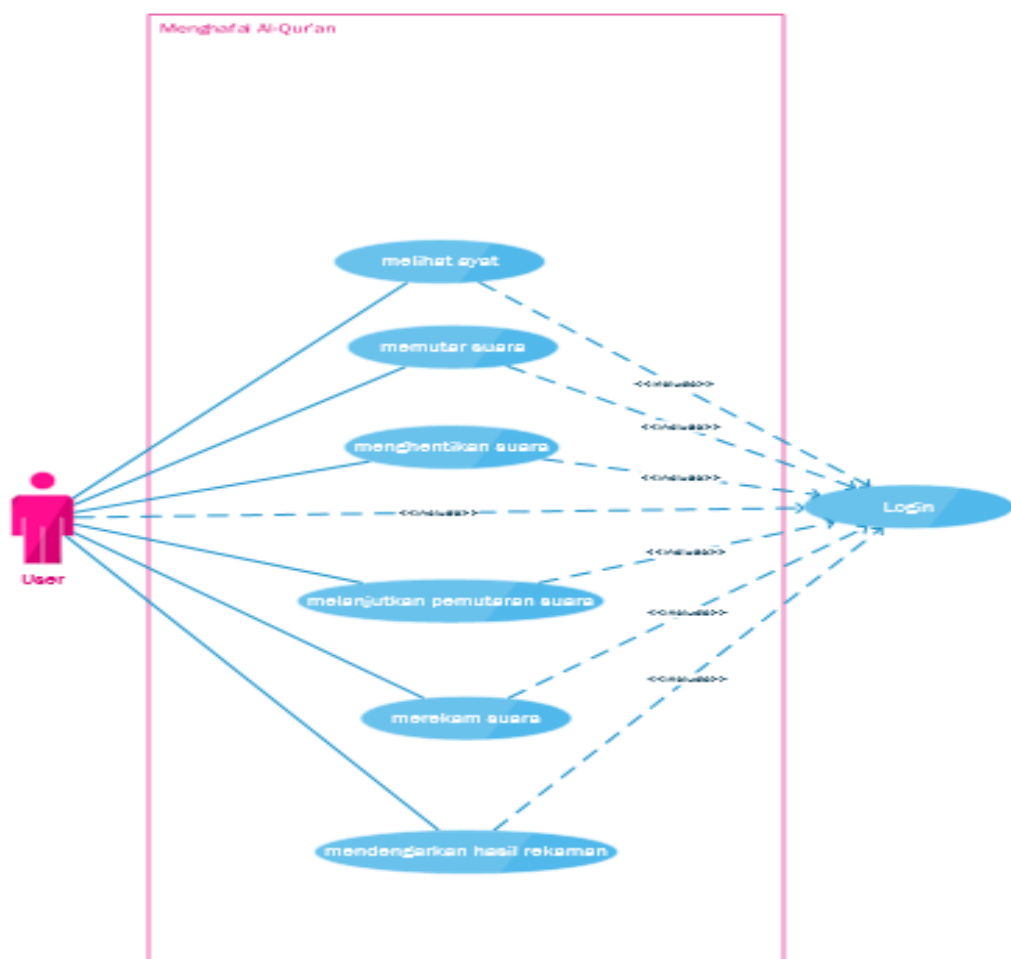 Menghafal Al-Qur'an
melihat ayat
memutar suara
<<include>>
<<include>>
menghentikan suara
<<include>>
Login
<<include>>
User
<<include>>
melanjutkan pemutaran suara
<<include>>
<<include>>
merekam suara
mendengarkan hasil rekaman